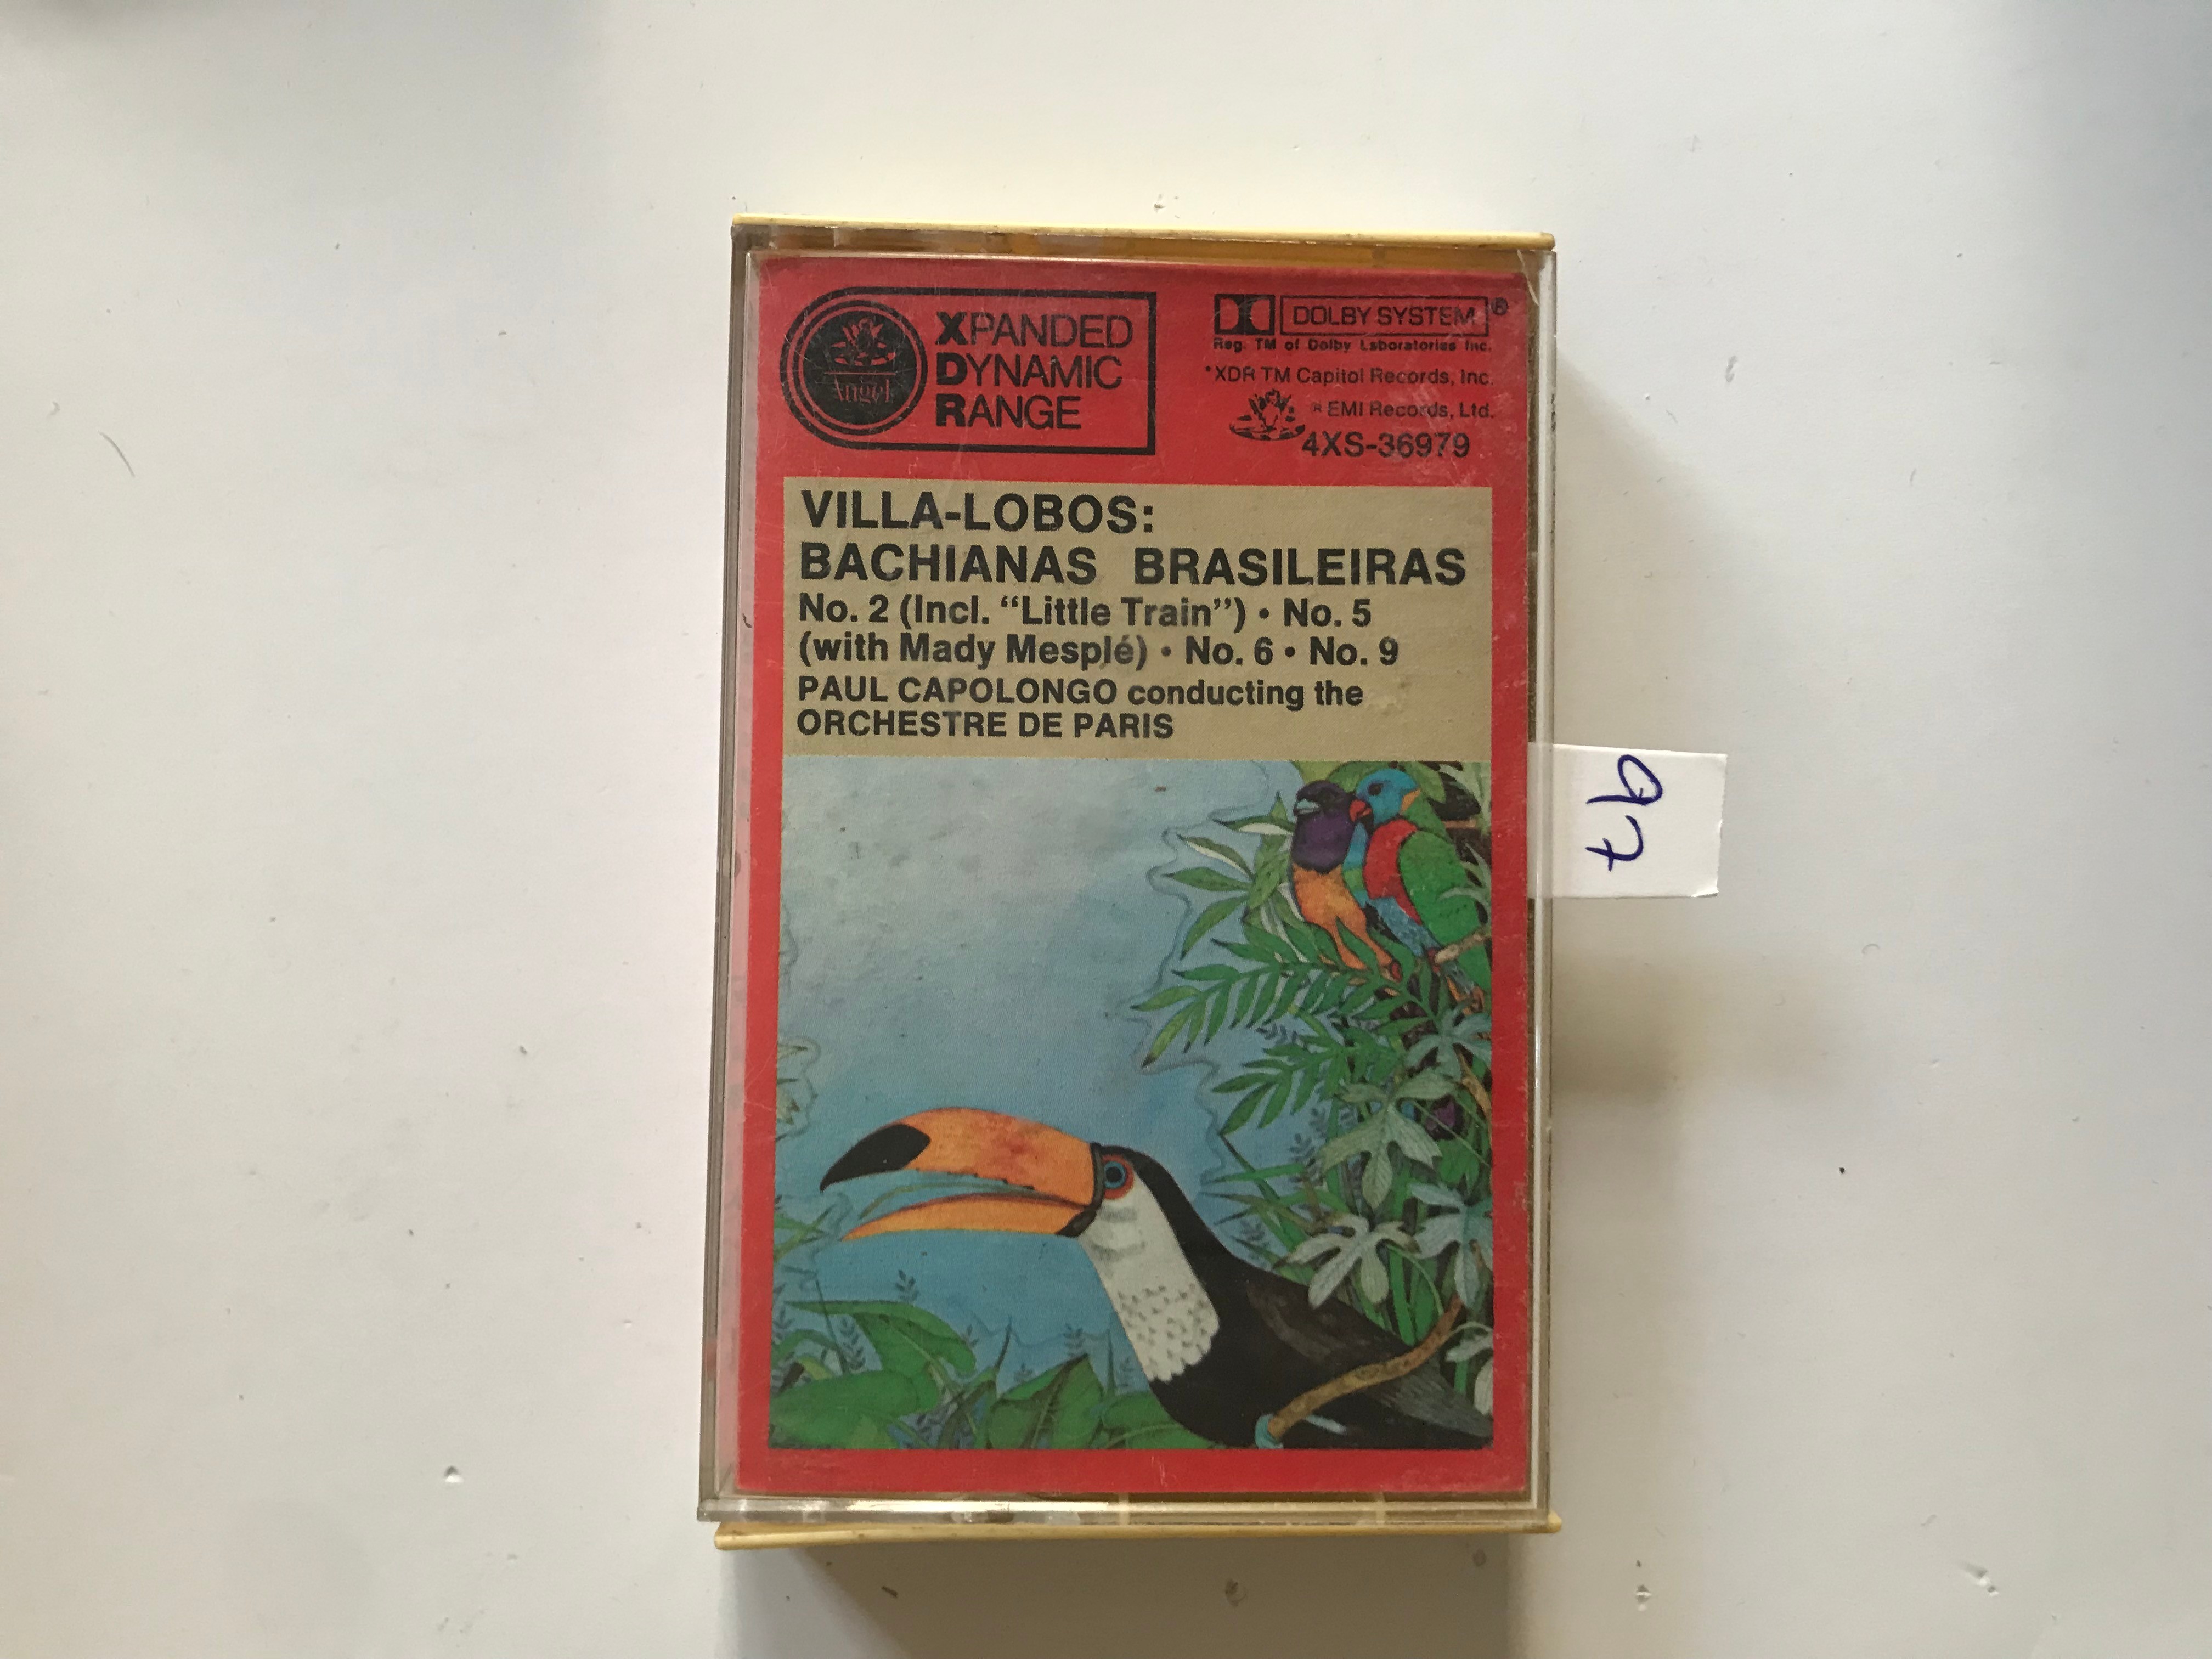 XPANDED
DYNAMIC
RANGE
Angel
DOLBY SYSTEM®
Reg. TM of Dolby Laboratories Inc.
*XDR TM Capitol Records, Inc.
® EMI Records, Ltd.
4XS-36979
VILLA-LOBOS:
BACHIANAS BRASILEIRAS
No. 2 (Incl. “Little Train”) • No. 5
(with Mady Mesplé) • No. 6 • No. 9
PAUL CAPOLONGO conducting the
ORCHESTRE DE PARIS
97